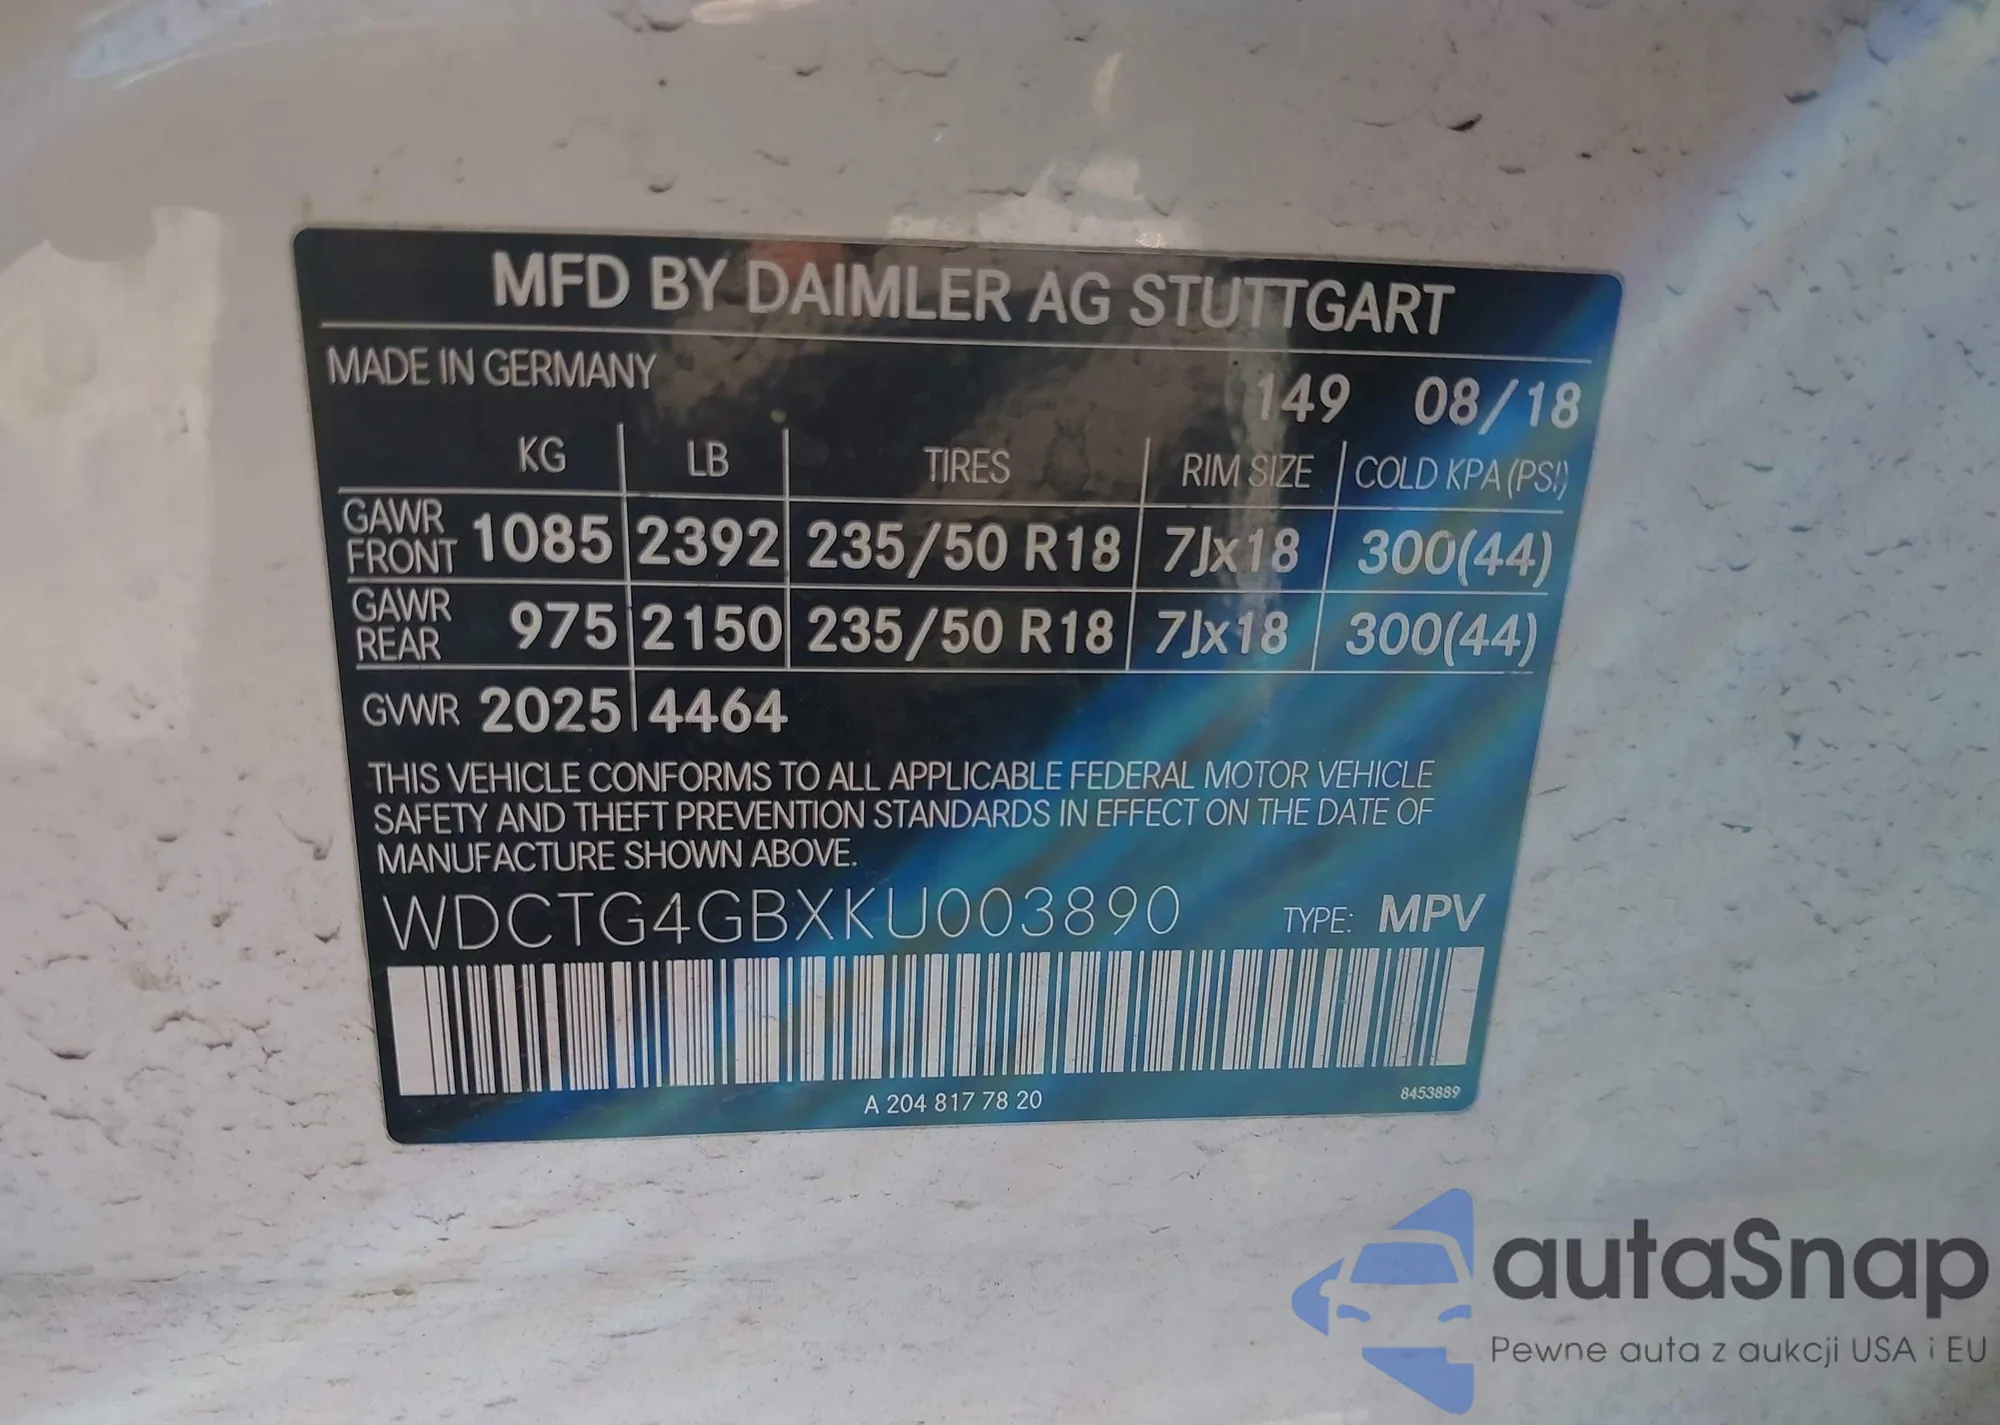 MFD BY DAIMLER AG STUTTGART
MADE IN GERMANY 149 08/18
KG LB TIRES RIM SIZE COLD KPA (PSI)
GAWR FRONT 1085 2392 235/50 R18 7Jx18 300(44)
GAWR REAR 975 2150 235/50 R18 7Jx18 300(44)
GVWR 2025 4464
THIS VEHICLE CONFORMS TO ALL APPLICABLE FEDERAL MOTOR VEHICLE
SAFETY AND THEFT PREVENTION STANDARDS IN EFFECT ON THE DATE OF
MANUFACTURE SHOWN ABOVE.
WDCTG4GBXKU003890 TYPE: MPV
A 204 817 78 20 8453889
autaSnap
Pewne auta z aukcji USA i EU